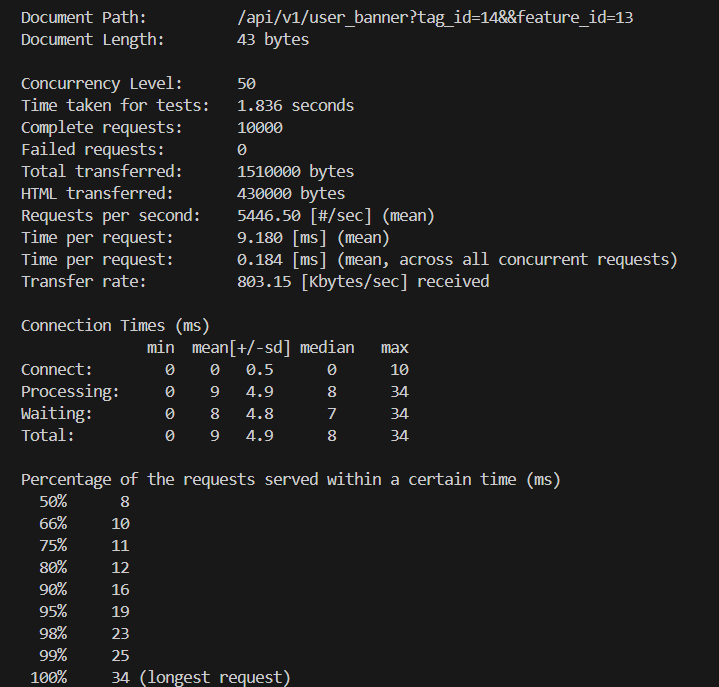 Document Path:          /api/v1/user_banner?tag_id=14&&feature_id=13
Document Length:        43 bytes

Concurrency Level:      50
Time taken for tests:   1.836 seconds
Complete requests:      10000
Failed requests:        0
Total transferred:      1510000 bytes
HTML transferred:       430000 bytes
Requests per second:    5446.50 [#/sec] (mean)
Time per request:       9.180 [ms] (mean)
Time per request:       0.184 [ms] (mean, across all concurrent requests)
Transfer rate:          803.15 [Kbytes/sec] received

Connection Times (ms)
              min  mean[+/-sd] median   max
Connect:        0    0   0.5      0      10
Processing:     0    9   4.9      8      34
Waiting:        0    8   4.8      7      34
Total:          0    9   4.9      8      34

Percentage of the requests served within a certain time (ms)
  50%      8
  66%     10
  75%     11
  80%     12
  90%     16
  95%     19
  98%     23
  99%     25
 100%     34 (longest request)